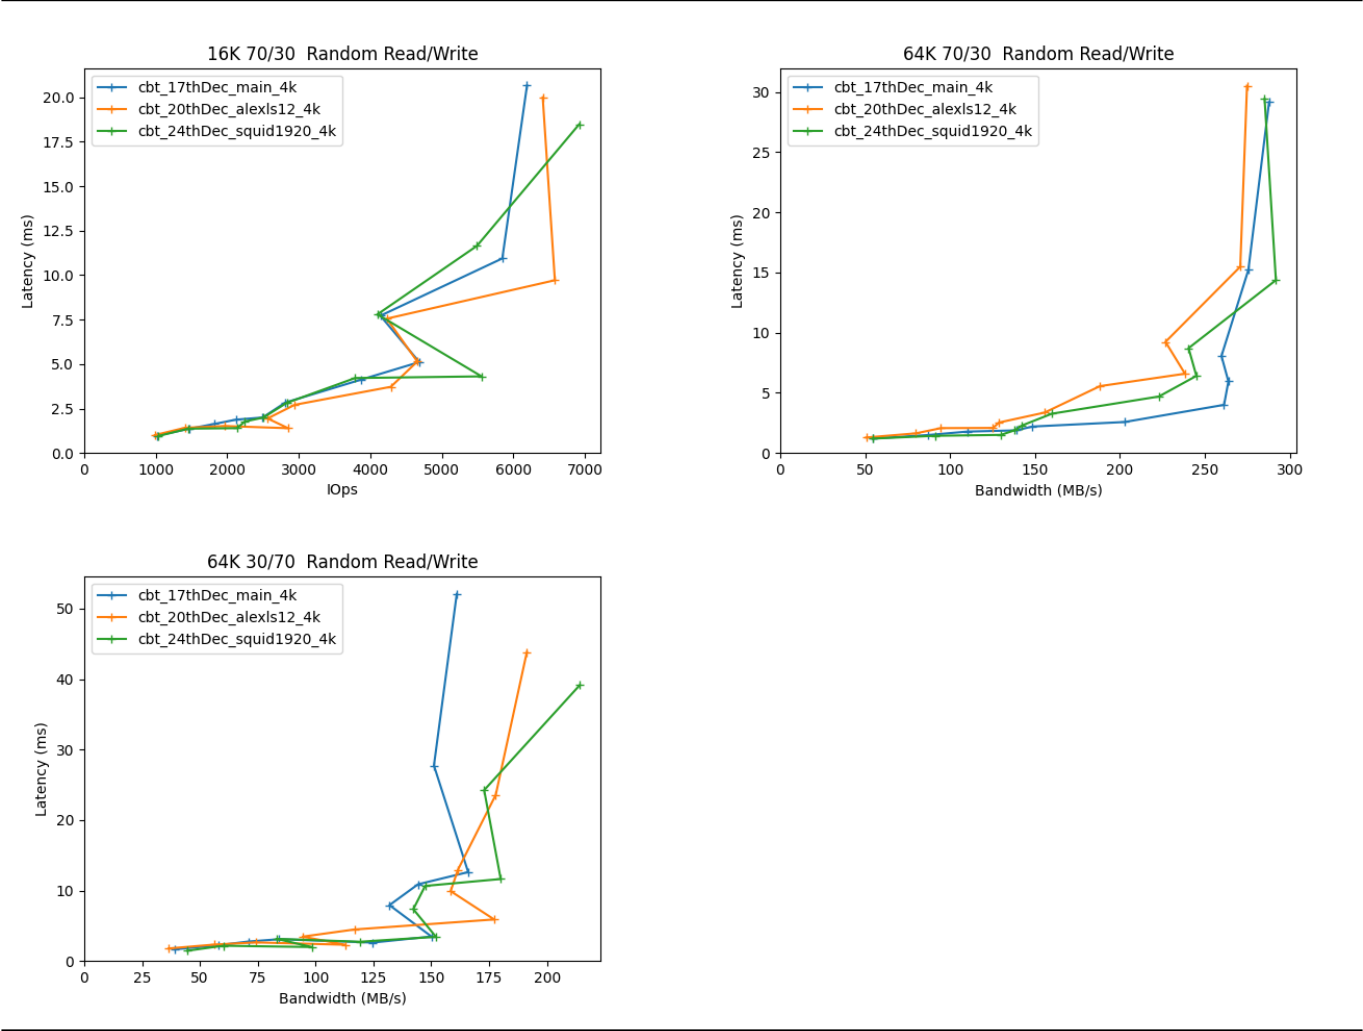 16K 70/30 Random Read/Write
cbt_17thDec_main_4k
cbt_20thDec_alexls12_4k
cbt_24thDec_squid1920_4k
Latency (ms)
20.0
17.5
15.0
12.5
10.0
7.5
5.0
2.5
0.0
0 1000 2000 3000 4000 5000 6000 7000
IOps
64K 70/30 Random Read/Write
cbt_17thDec_main_4k
cbt_20thDec_alexls12_4k
cbt_24thDec_squid1920_4k
Latency (ms)
30
25
20
15
10
5
0
0 50 100 150 200 250 300
Bandwidth (MB/s)
64K 30/70 Random Read/Write
cbt_17thDec_main_4k
cbt_20thDec_alexls12_4k
cbt_24thDec_squid1920_4k
Latency (ms)
50
40
30
20
10
0
0 25 50 75 100 125 150 175 200
Bandwidth (MB/s)